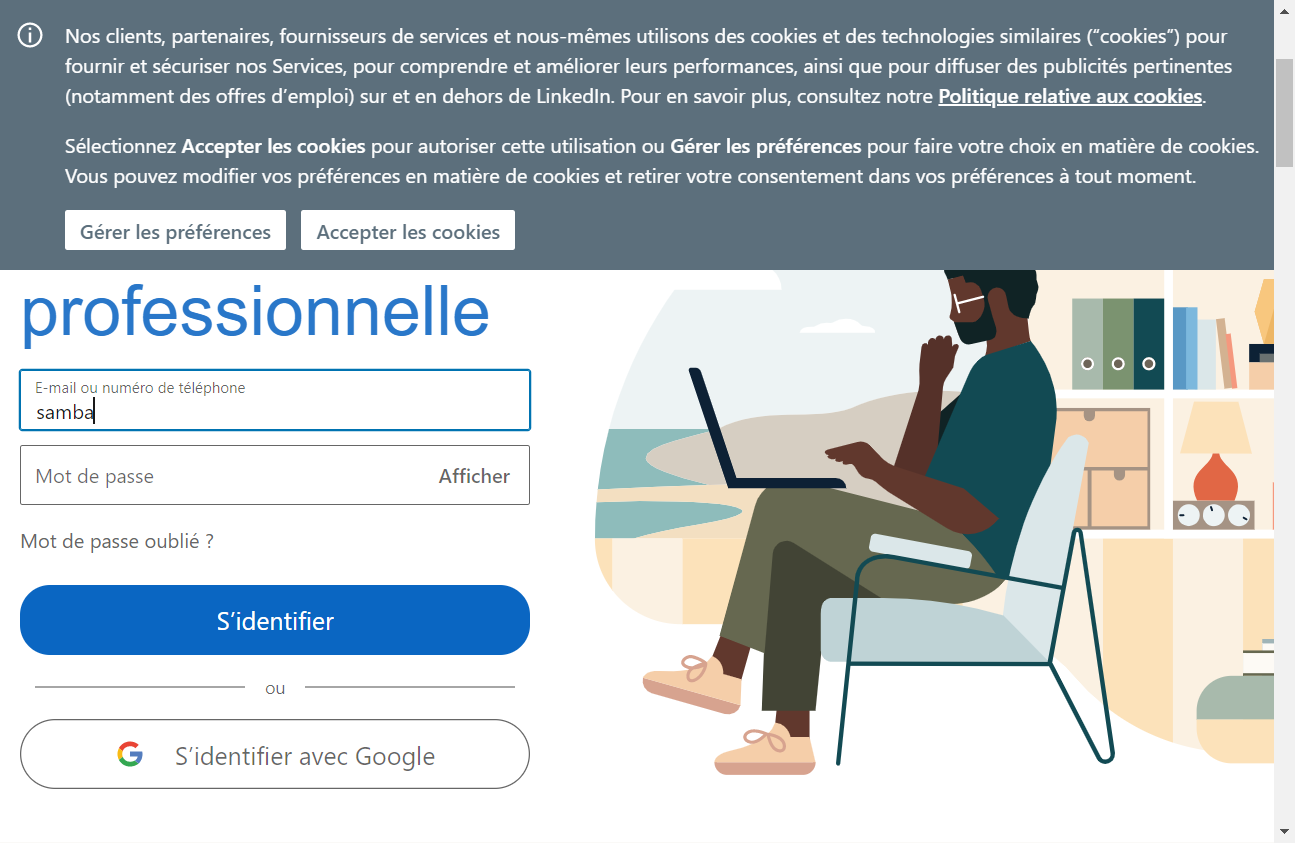 Nos clients, partenaires, fournisseurs de services et nous-mêmes utilisons des cookies et des technologies similaires (“cookies”) pour
fournir et sécuriser nos Services, pour comprendre et améliorer leurs performances, ainsi que pour diffuser des publicités pertinentes
(notamment des offres d’emploi) sur et en dehors de LinkedIn. Pour en savoir plus, consultez notre Politique relative aux cookies.
Sélectionnez Accepter les cookies pour autoriser cette utilisation ou Gérer les préférences pour faire votre choix en matière de cookies.
Vous pouvez modifier vos préférences en matière de cookies et retirer votre consentement dans vos préférences à tout moment.
Gérer les préférences Accepter les cookies
professionnelle
E-mail ou numéro de téléphone
samba
Mot de passe Afficher
Mot de passe oublié ?
S’identifier
ou
S’identifier avec Google